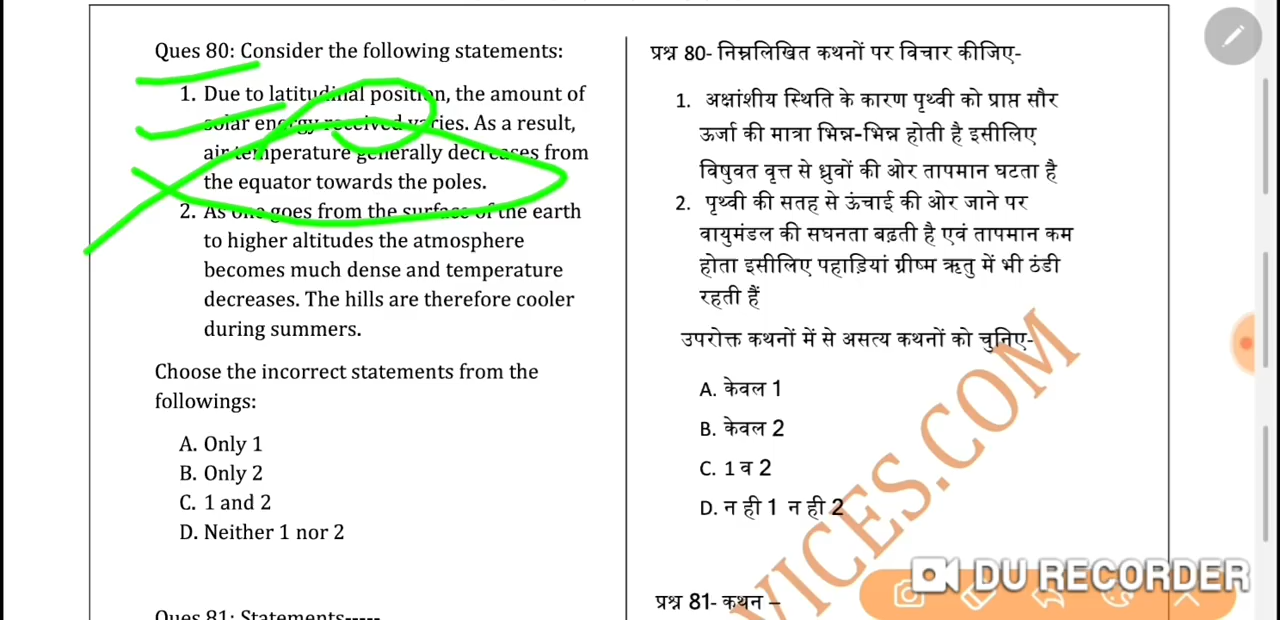 Ques 80: Consider the following statements:
1. Due to latitudinal position, the amount of
solar energy received varies. As a result,
air temperature generally decreases from
the equator towards the poles.
2. As one goes from the surface of the earth
to higher altitudes the atmosphere
becomes much dense and temperature
decreases. The hills are therefore cooler
during summers.
Choose the incorrect statements from the
followings:
A. Only 1
B. Only 2
C. 1 and 2
D. Neither 1 nor 2
Ques 81: Statements-----
प्रश्न 80- निम्नलिखित कथनों पर विचार कीजिए-
1. अक्षांशीय स्थिति के कारण पृथ्वी को प्राप्त सौर
ऊर्जा की मात्रा भिन्न-भिन्न होती है इसीलिए
विषुवत वृत्त से ध्रुवों की ओर तापमान घटता है
2. पृथ्वी की सतह से ऊंचाई की ओर जाने पर
वायुमंडल की सघनता बढ़ती है एवं तापमान कम
होता इसीलिए पहाड़ियां ग्रीष्म ऋतु में भी ठंडी
रहती हैं
उपरोक्त कथनों में से असत्य कथनों को चुनिए-
A. केवल 1
B. केवल 2
C. 1 व 2
D. न ही 1 न ही 2
प्रश्न 81- कथन –
VICES.COM
DU RECORDER